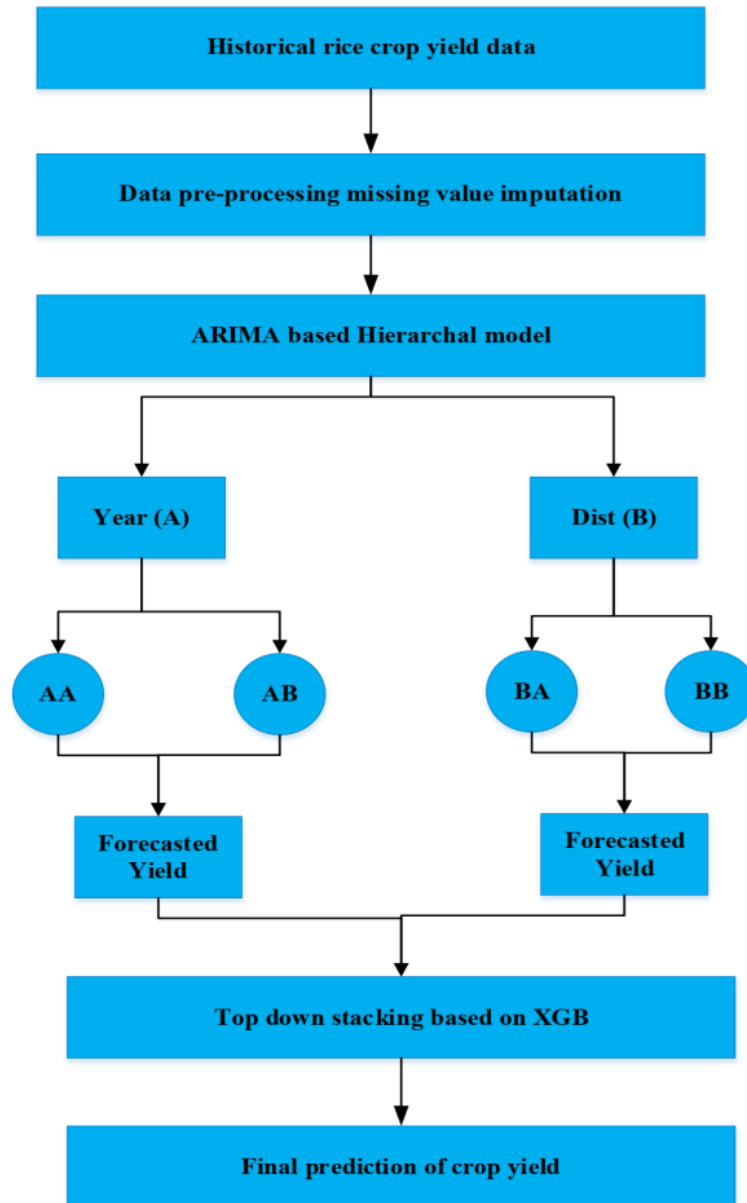 Historical rice crop yield data
Data pre-processing missing value imputation
ARIMA based Hierarchal model
Year (A)
Dist (B)
AA
AB
BA
BB
Forecasted
Yield
Forecasted
Yield
Top down stacking based on XGB
Final prediction of crop yield